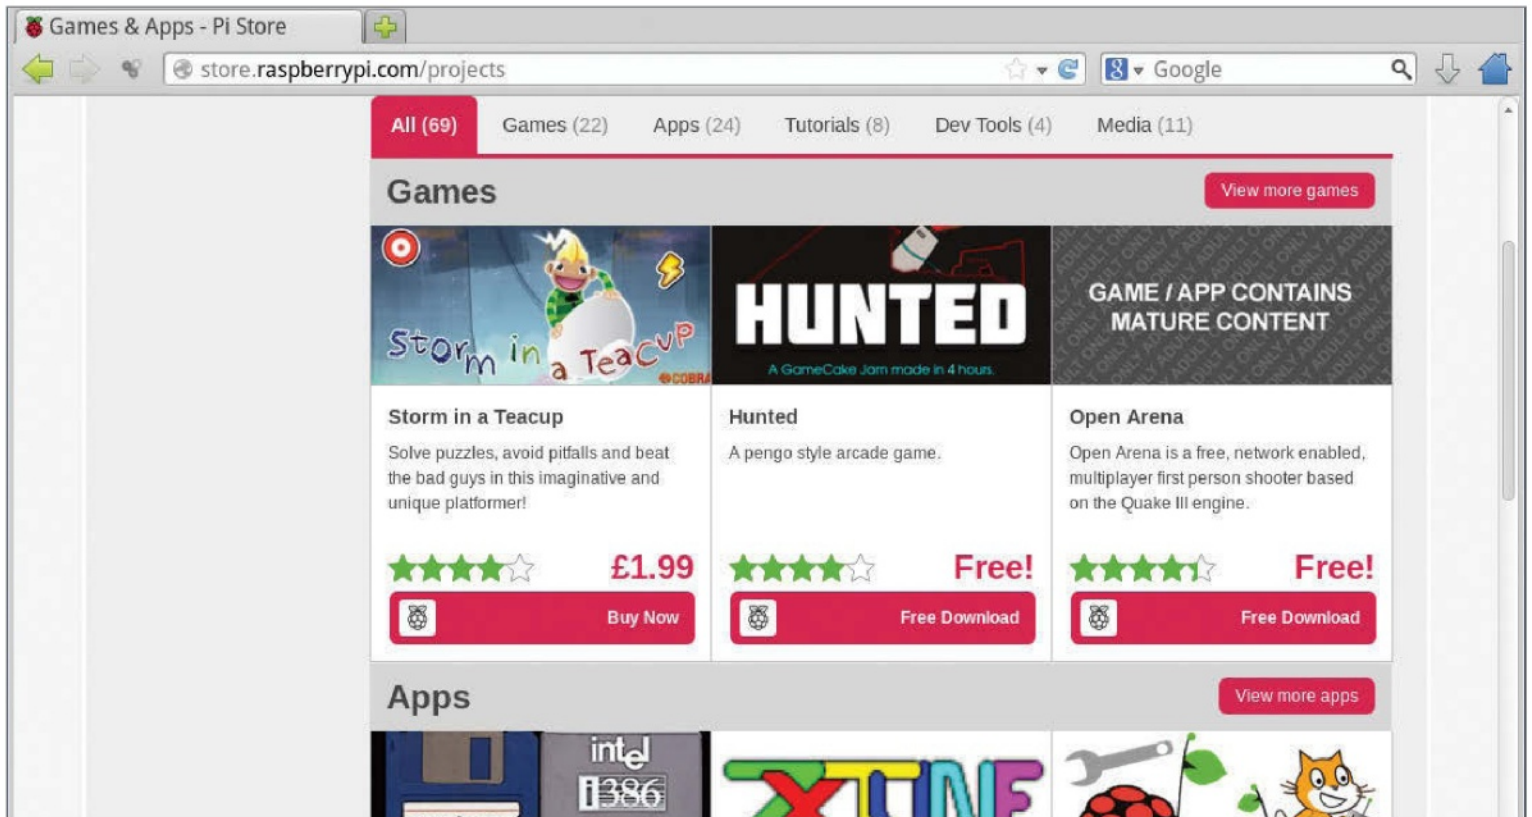 Games & Apps - Pi Store
store.raspberrypi.com/projects
Google
All (69) Games (22) Apps (24) Tutorials (8) Dev Tools (4) Media (11)
Games
View more games
Storm in a Teacup
COBRA
HUNTED
A GameCake Jam made in 4 hours.
GAME / APP CONTAINS
MATURE CONTENT
Storm in a Teacup
Solve puzzles, avoid pitfalls and beat
the bad guys in this imaginative and
unique platformer!
£1.99
Buy Now
Hunted
A pengo style arcade game.
Free!
Free Download
Open Arena
Open Arena is a free, network enabled,
multiplayer first person shooter based
on the Quake III engine.
Free!
Free Download
Apps
View more apps
intel
i386
XTUNE